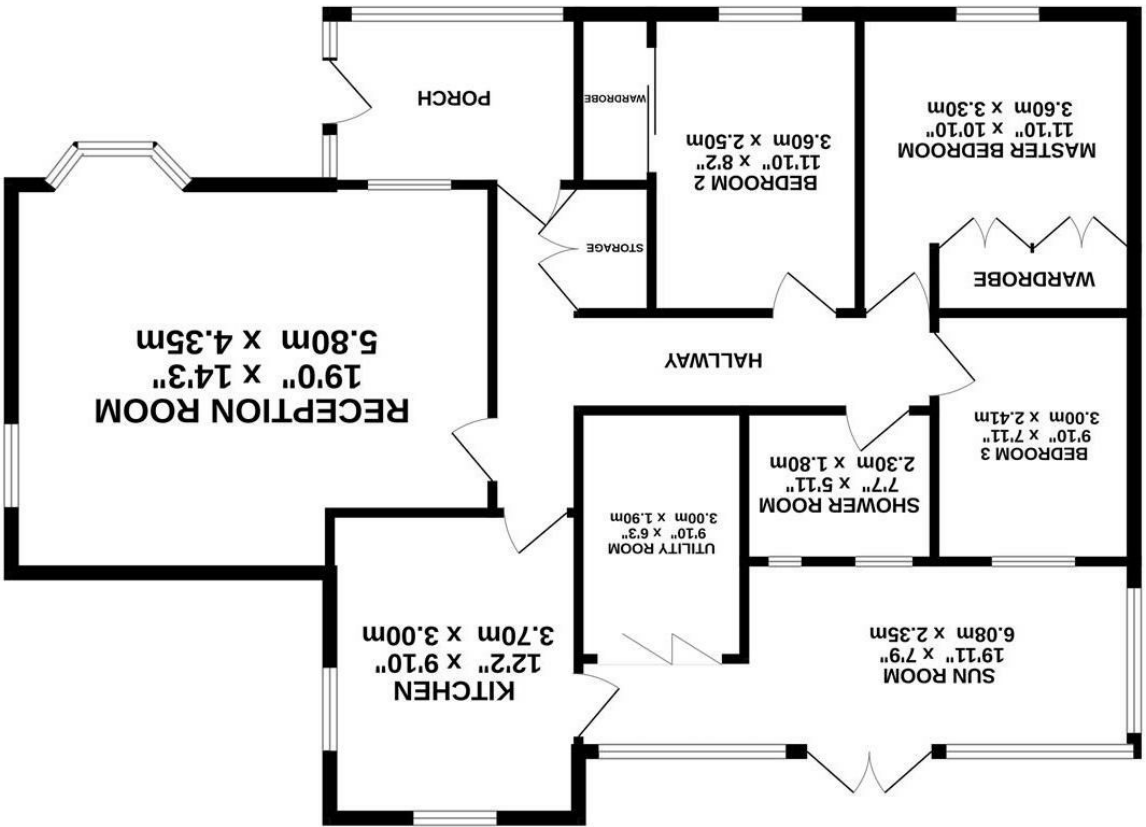 SUN ROOM
19'11" x 7'9"
6.08m x 2.35m
KITCHEN
12'2" x 9'10"
3.70m x 3.00m
UTILITY ROOM
9'10" x 6'3"
3.00m x 1.90m
SHOWER ROOM
7'7" x 5'11"
2.30m x 1.80m
BEDROOM 3
9'10" x 7'11"
3.00m x 2.41m
RECEPTION ROOM
19'0" x 14'3"
5.80m x 4.35m
HALLWAY
WARDROBE
STORAGE
MASTER BEDROOM
11'10" x 10'10"
3.60m x 3.30m
BEDROOM 2
11'10" x 8'2"
3.60m x 2.50m
WARDROBE
PORCH